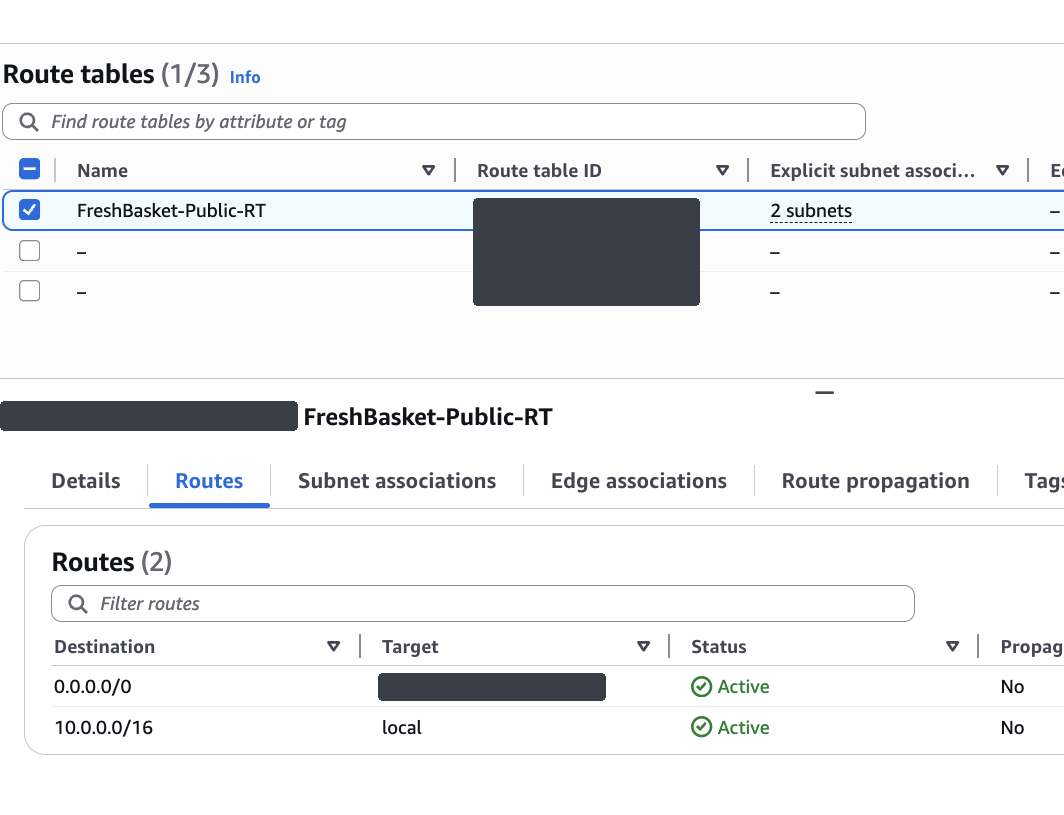 Route tables (1/3) Info
Find route tables by attribute or tag
Name Route table ID Explicit subnet associ...
FreshBasket-Public-RT 2 subnets –
– – –
– – –
FreshBasket-Public-RT
Details Routes Subnet associations Edge associations Route propagation Tags
Routes (2)
Filter routes
Destination Target Status Propag
0.0.0.0/0 Active No
10.0.0.0/16 local Active No